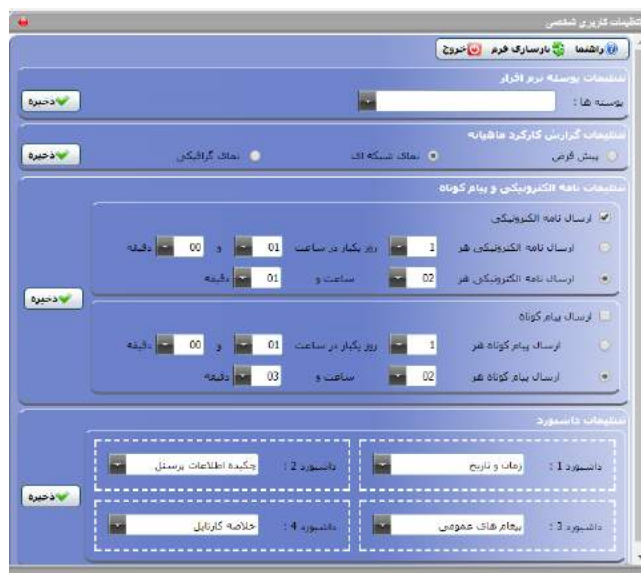 تنظیمات کاربری شخصی
راهنما بازسازی فرم خروج
تنظیمات پوسته نرم افزار
پوسته ها :
ذخیره
تنظیمات گزارش کارکرد ماهیانه
پیش فرض نمای شبکه ای نمای گرافیکی
ذخیره
تنظیمات نامه الکترونیکی و پیام کوتاه
ارسال نامه الکترونیکی
ارسال نامه الکترونیکی هر 1 روز یکبار در ساعت 01 و 00 دقیقه
ارسال نامه الکترونیکی هر 02 ساعت و 01 دقیقه
ذخیره
ارسال پیام کوتاه
ارسال پیام کوتاه هر 1 روز یکبار در ساعت 01 و 00 دقیقه
ارسال پیام کوتاه هر 02 ساعت و 03 دقیقه
تنظیمات داشبورد
داشبورد 1 : زمان و تاریخ داشبورد 2 : چکیده اطلاعات پرسنل
ذخیره
داشبورد 3 : پیغام های عمومی داشبورد 4 : خلاصه کارتابل